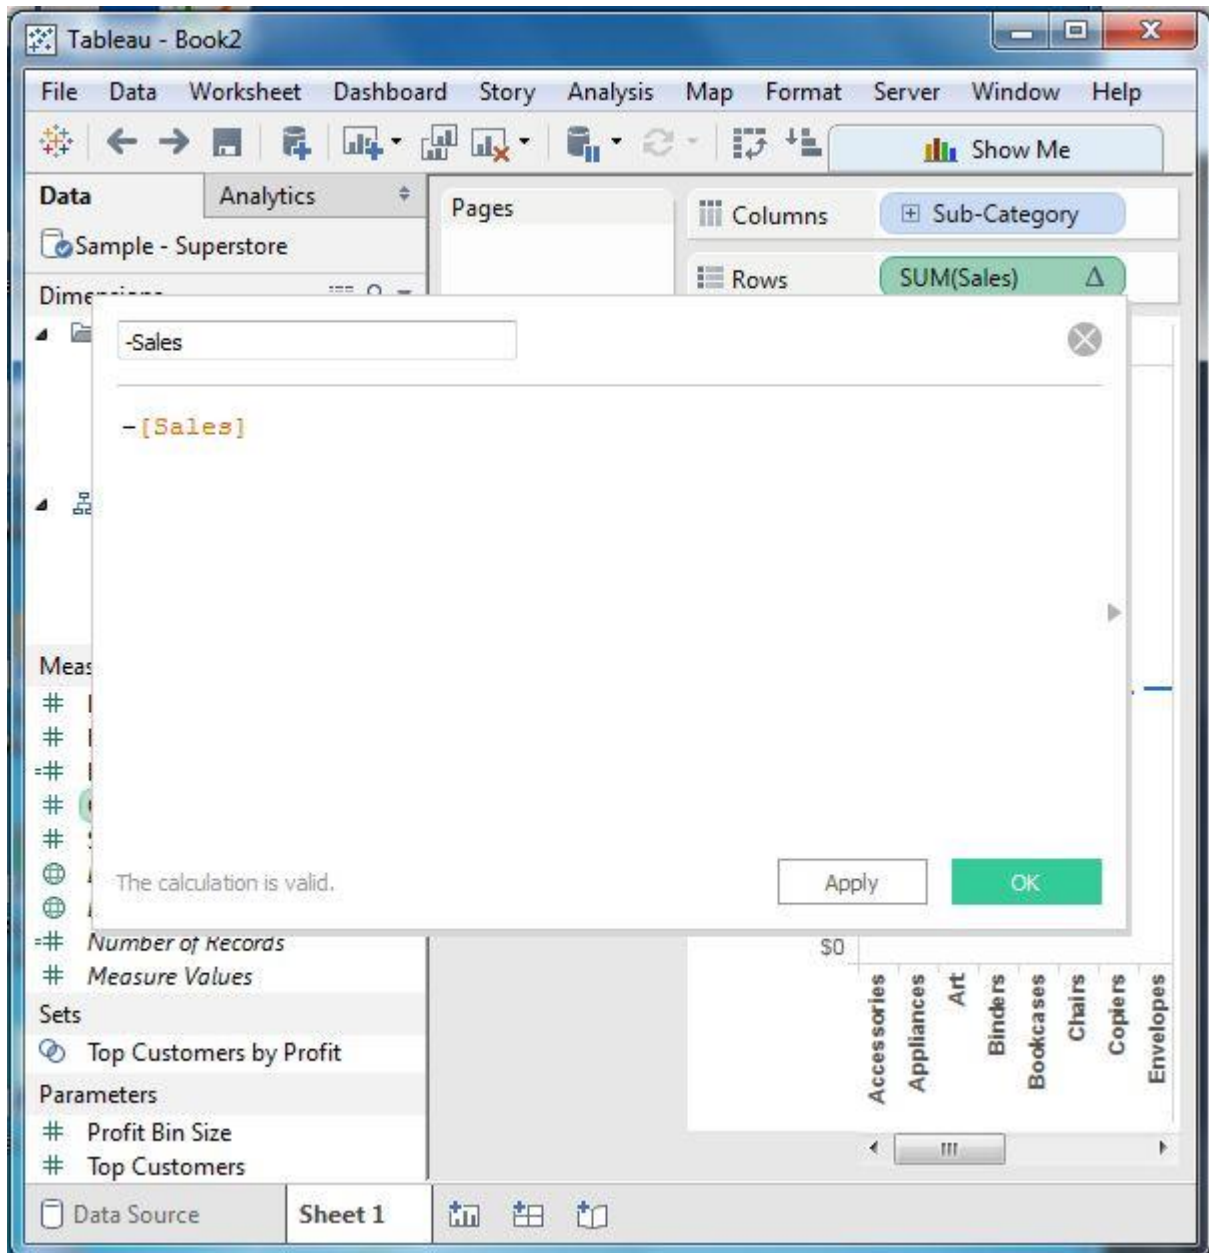 Tableau - Book2
File Data Worksheet Dashboard Story Analysis Map Format Server Window Help
Show Me
Data Analytics
Sample - Superstore
Pages
Columns Sub-Category
Rows SUM(Sales) Δ
-Sales
-[Sales]
The calculation is valid.
Apply OK
Number of Records
Measure Values
Sets
Top Customers by Profit
Parameters
Profit Bin Size
Top Customers
$0
Accessories
Appliances
Art
Binders
Bookcases
Chairs
Copiers
Envelopes
Data Source Sheet 1